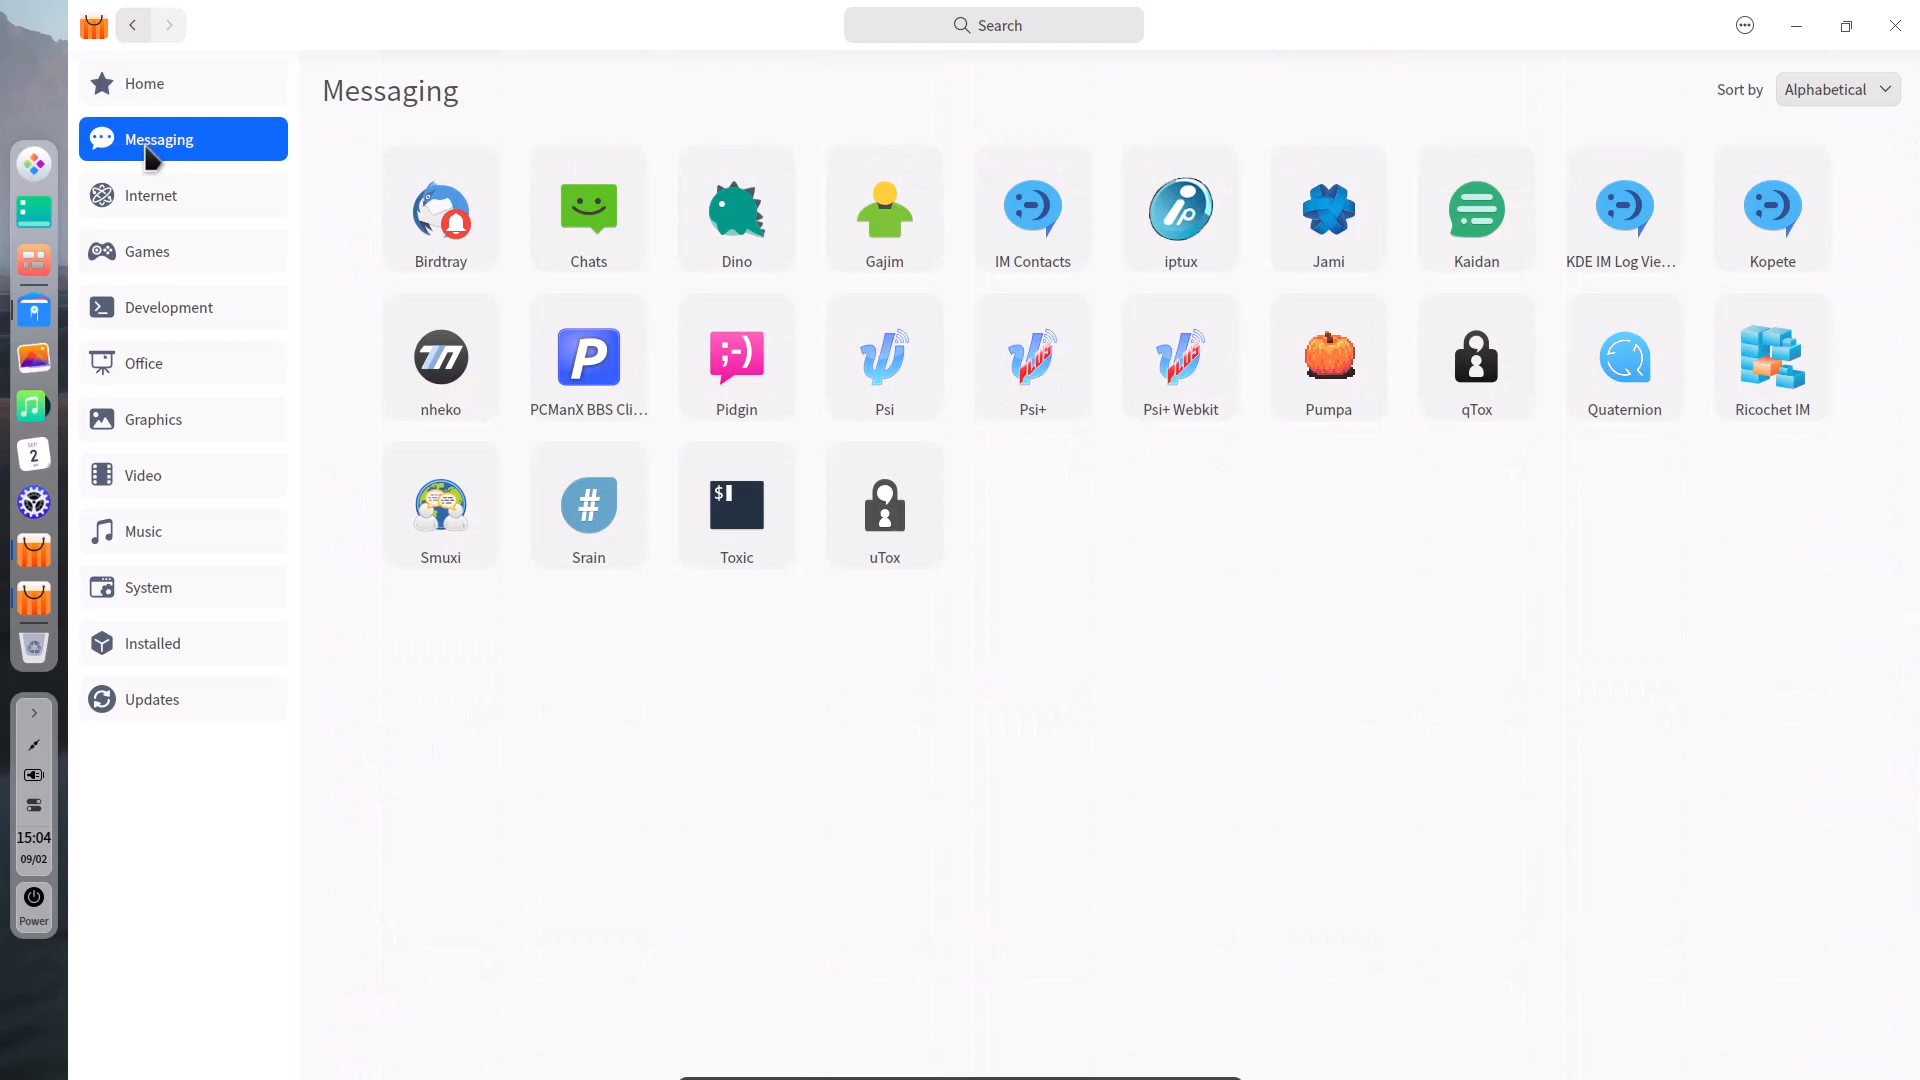 Search
Home
Messaging
Internet
Games
Development
Office
Graphics
Video
Music
System
Installed
Updates
Messaging
Sort by Alphabetical
Birdtray Chats Dino Gajim IM Contacts iptux Jami Kaidan KDE IM Log Vie... Kopete
nheko PCManX BBS Cli... Pidgin Psi Psi+ Psi+ Webkit Pumpa qTox Quaternion Ricochet IM
Smuxi Srain Toxic uTox
SEP
2
15:04
09/02
Power